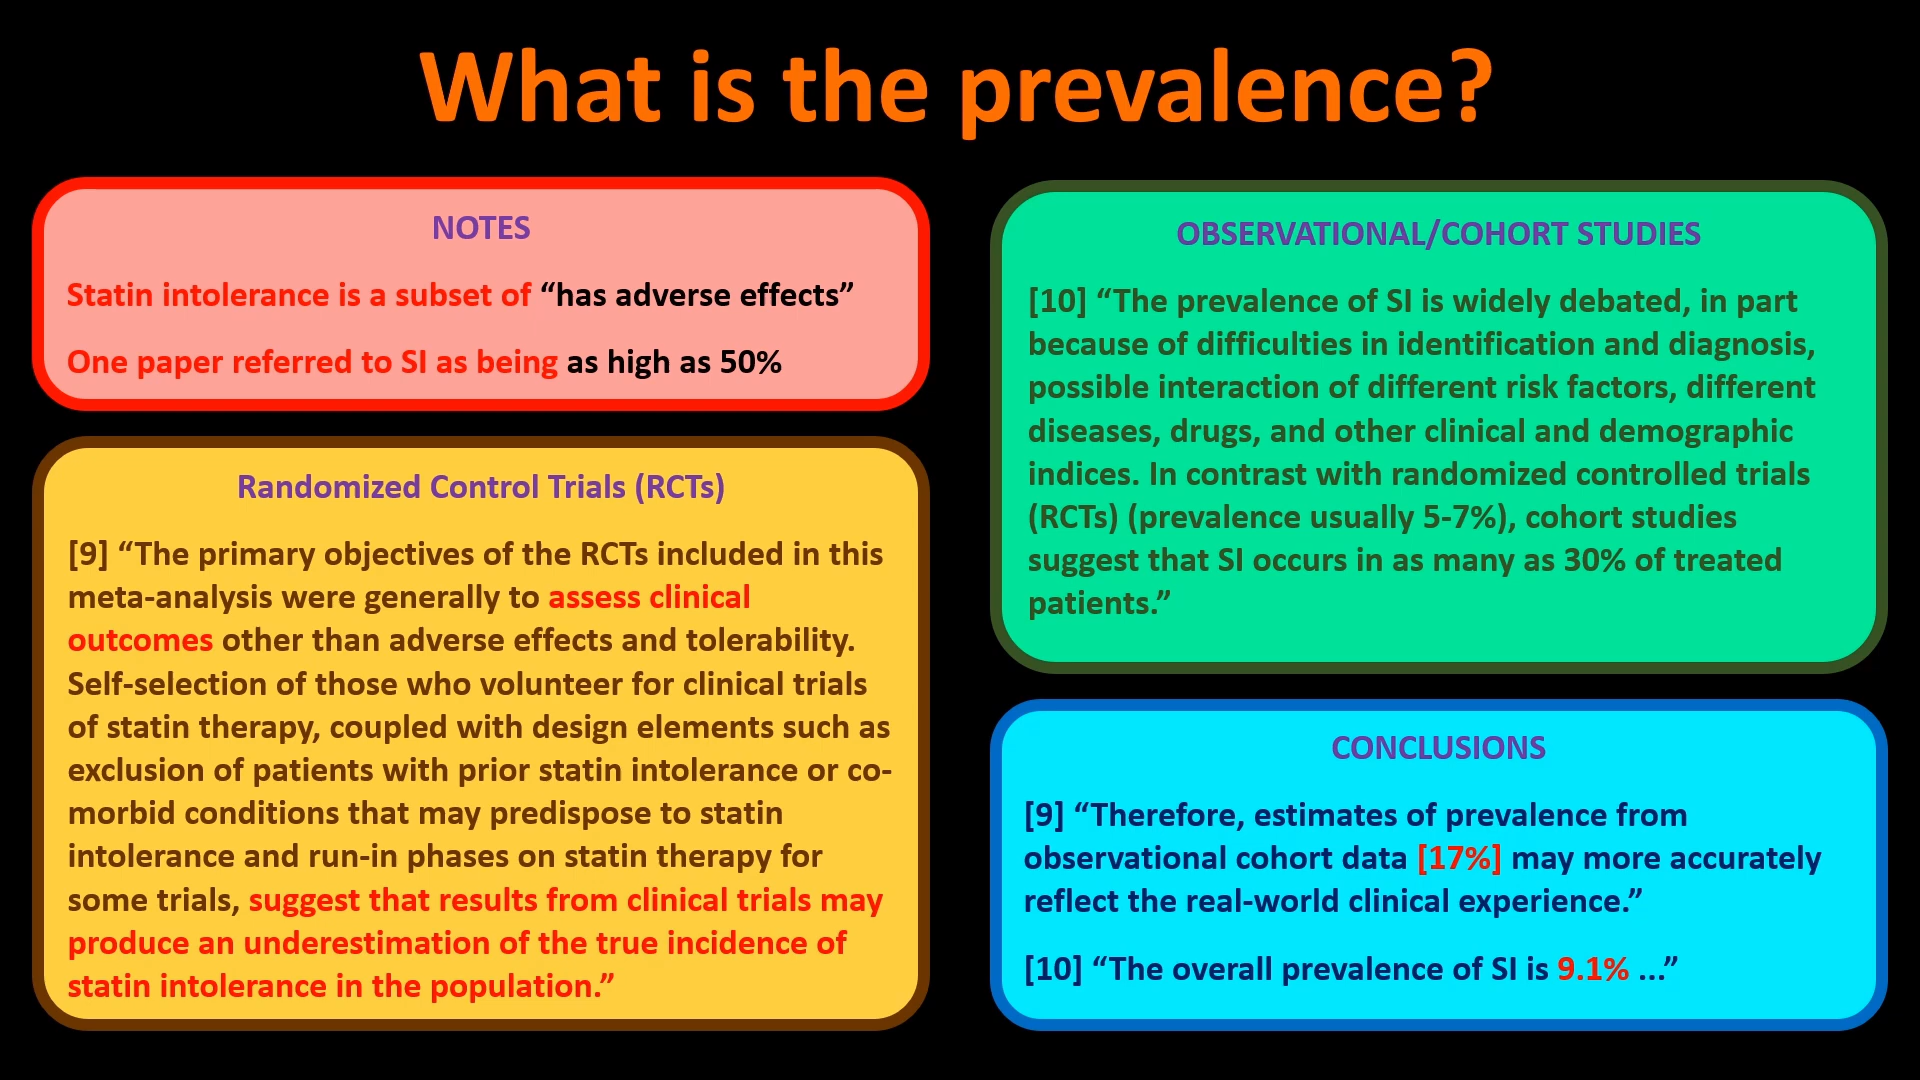 What is the prevalence?
NOTES
Statin intolerance is a subset of “has adverse effects”
One paper referred to SI as being as high as 50%
Randomized Control Trials (RCTs)
[9] “The primary objectives of the RCTs included in this
meta-analysis were generally to assess clinical
outcomes other than adverse effects and tolerability.
Self-selection of those who volunteer for clinical trials
of statin therapy, coupled with design elements such as
exclusion of patients with prior statin intolerance or co-
morbid conditions that may predispose to statin
intolerance and run-in phases on statin therapy for
some trials, suggest that results from clinical trials may
produce an underestimation of the true incidence of
statin intolerance in the population.”
OBSERVATIONAL/COHORT STUDIES
[10] “The prevalence of SI is widely debated, in part
because of difficulties in identification and diagnosis,
possible interaction of different risk factors, different
diseases, drugs, and other clinical and demographic
indices. In contrast with randomized controlled trials
(RCTs) (prevalence usually 5-7%), cohort studies
suggest that SI occurs in as many as 30% of treated
patients.”
CONCLUSIONS
[9] “Therefore, estimates of prevalence from
observational cohort data [17%] may more accurately
reflect the real-world clinical experience.”
[10] “The overall prevalence of SI is 9.1% ...”